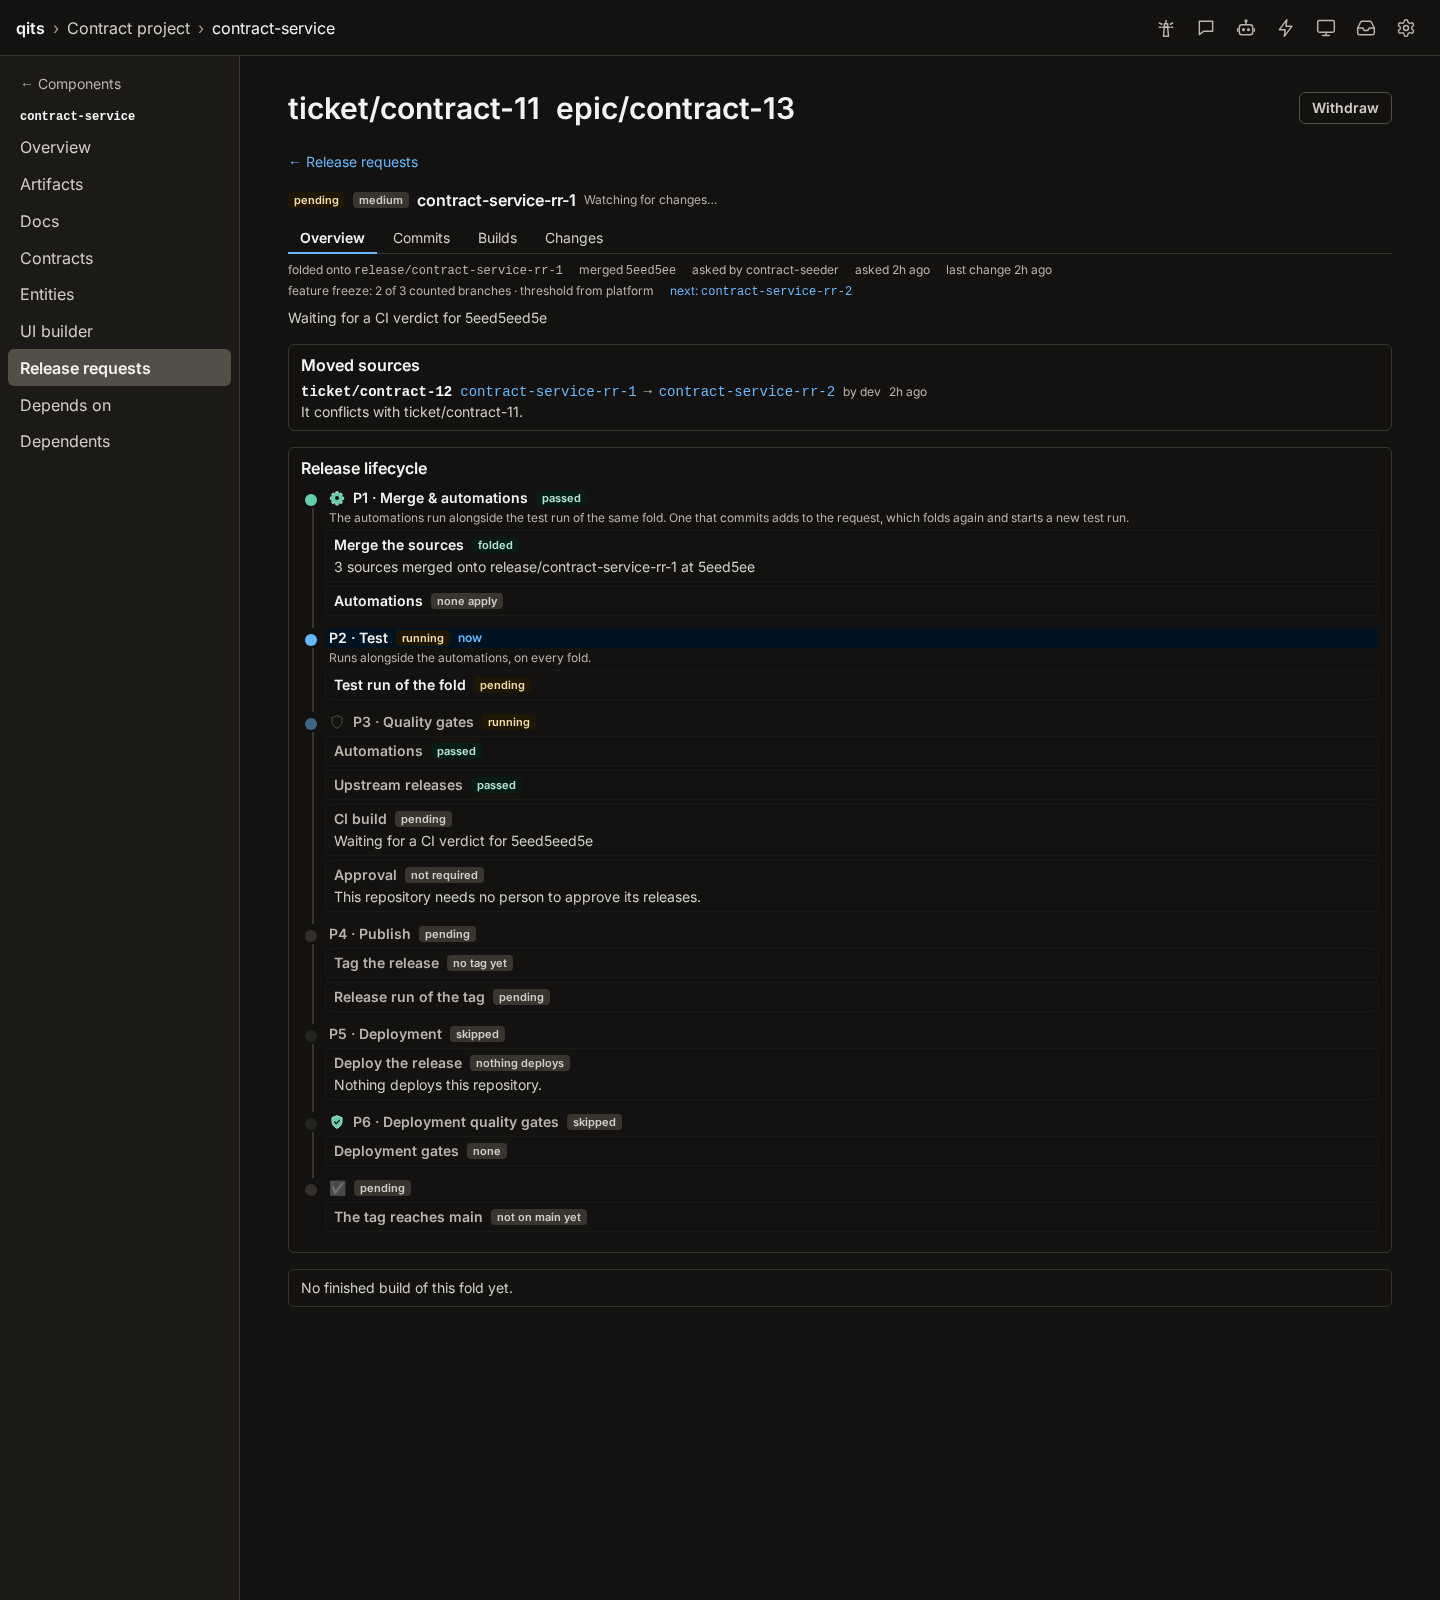 qits › Contract project › contract-service
← Components
contract-service
Overview
Artifacts
Docs
Contracts
Entities
UI builder
Release requests
Depends on
Dependents
ticket/contract-11 epic/contract-13
Withdraw
← Release requests
pending medium contract-service-rr-1 Watching for changes...
Overview Commits Builds Changes
folded onto release/contract-service-rr-1 merged 5eed5ee asked by contract-seeder asked 2h ago last change 2h ago
feature freeze: 2 of 3 counted branches · threshold from platform next: contract-service-rr-2
Waiting for a CI verdict for 5eed5eed5e
Moved sources
ticket/contract-12 contract-service-rr-1 → contract-service-rr-2 by dev 2h ago
It conflicts with ticket/contract-11.
Release lifecycle
P1 · Merge & automations passed
The automations run alongside the test run of the same fold. One that commits adds to the request, which folds again and starts a new test run.
Merge the sources folded
3 sources merged onto release/contract-service-rr-1 at 5eed5ee
Automations none apply
P2 · Test running now
Runs alongside the automations, on every fold.
Test run of the fold pending
P3 · Quality gates running
Automations passed
Upstream releases passed
CI build pending
Waiting for a CI verdict for 5eed5eed5e
Approval not required
This repository needs no person to approve its releases.
P4 · Publish pending
Tag the release no tag yet
Release run of the tag pending
P5 · Deployment skipped
Deploy the release nothing deploys
Nothing deploys this repository.
P6 · Deployment quality gates skipped
Deployment gates none
pending
The tag reaches main not on main yet
No finished build of this fold yet.